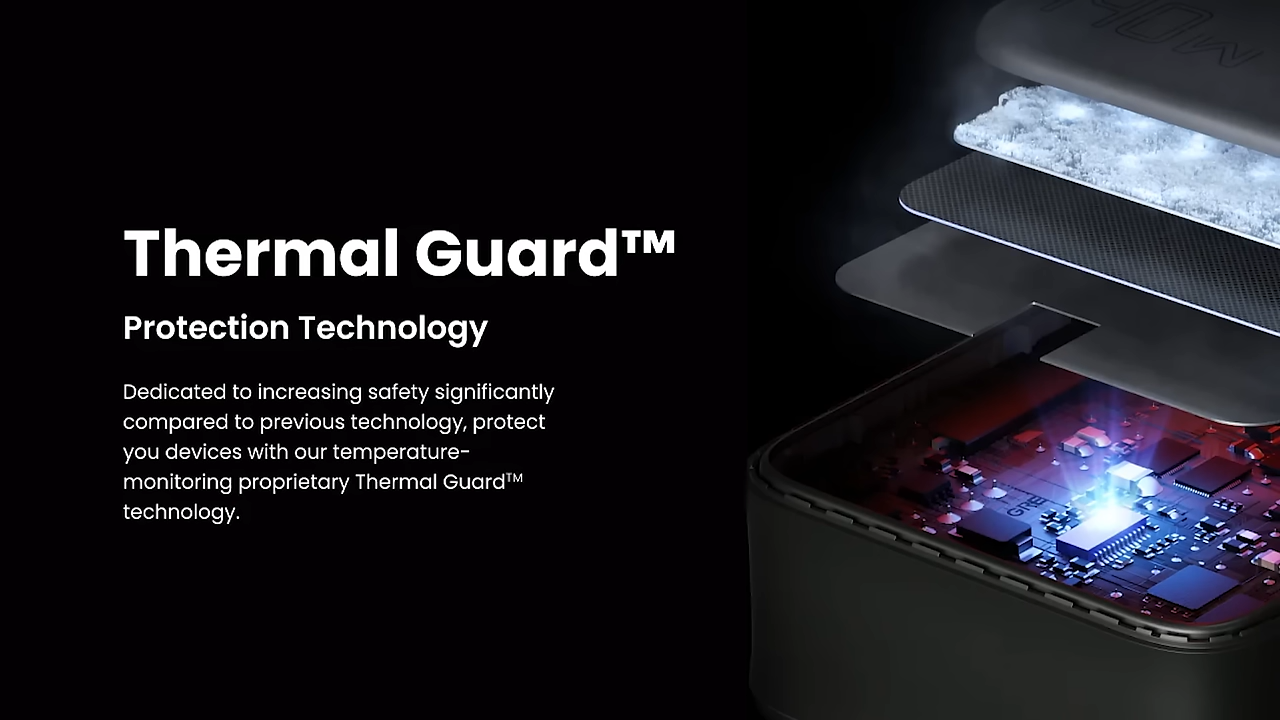 40W
Thermal Guard™
Protection Technology
Dedicated to increasing safety significantly
compared to previous technology, protect
you devices with our temperature-
monitoring proprietary Thermal Guard™
technology.